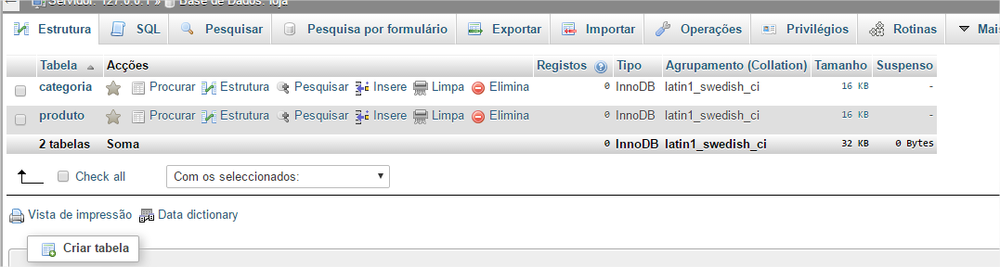 Servidor: 127.0.0.1 » Base de Dados: loja
Estrutura SQL Pesquisar Pesquisa por formulário Exportar Importar Operações Privilégios Rotinas Mais
Tabela Acções Registos Tipo Agrupamento (Collation) Tamanho Suspenso
categoria Procurar Estrutura Pesquisar Insere Limpa Elimina 0 InnoDB latin1_swedish_ci 16 KB -
produto Procurar Estrutura Pesquisar Insere Limpa Elimina 0 InnoDB latin1_swedish_ci 16 KB -
2 tabelas Soma 0 InnoDB latin1_swedish_ci 32 KB 0 Bytes
Check all Com os seleccionados:
Vista de impressão Data dictionary
Criar tabela